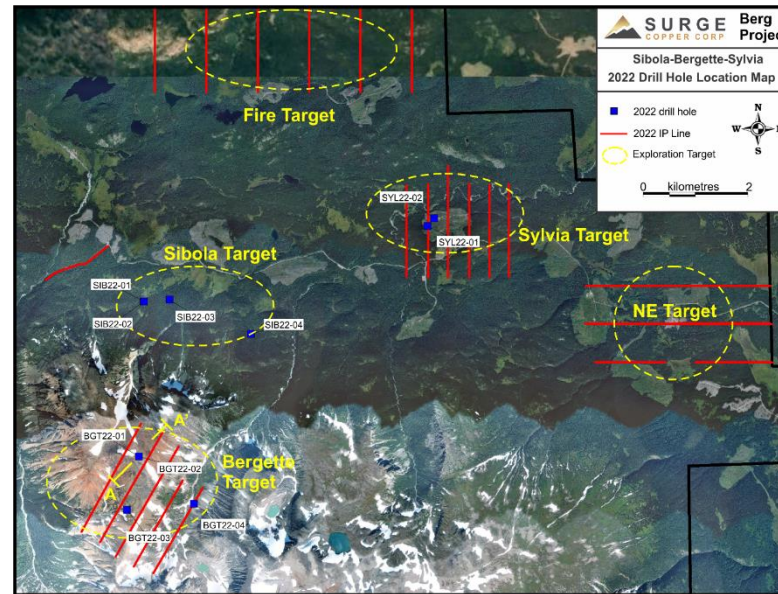 SURGE
COPPER CORP
Berg
Projec
Sibola-Bergette-Sylvia
2022 Drill Hole Location Map
2022 drill hole
2022 IP Line
Exploration Target
N
W
E
S
0 kilometres 2
Fire Target
SYL22-02
SYL22-01
Sylvia Target
Sibola Target
SIB22-01
SIB22-02
SIB22-03
SIB22-04
NE Target
BGT22-01
A'
BGT22-02
Bergette
Target
A
BGT22-03
BGT22-04